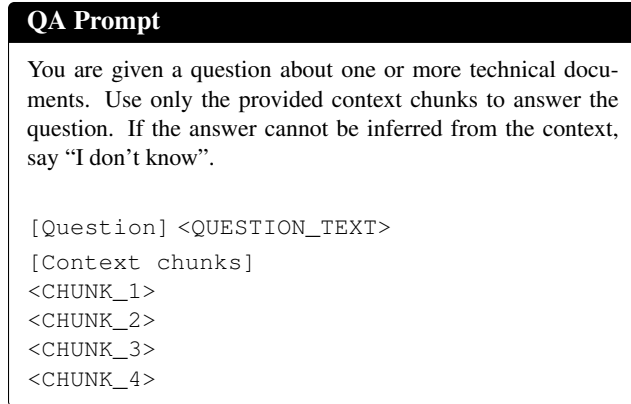 QA Prompt
You are given a question about one or more technical docu-
ments. Use only the provided context chunks to answer the
question. If the answer cannot be inferred from the context,
say “I don’t know”.
[Question] <QUESTION_TEXT>
[Context chunks]
<CHUNK_1>
<CHUNK_2>
<CHUNK_3>
<CHUNK_4>